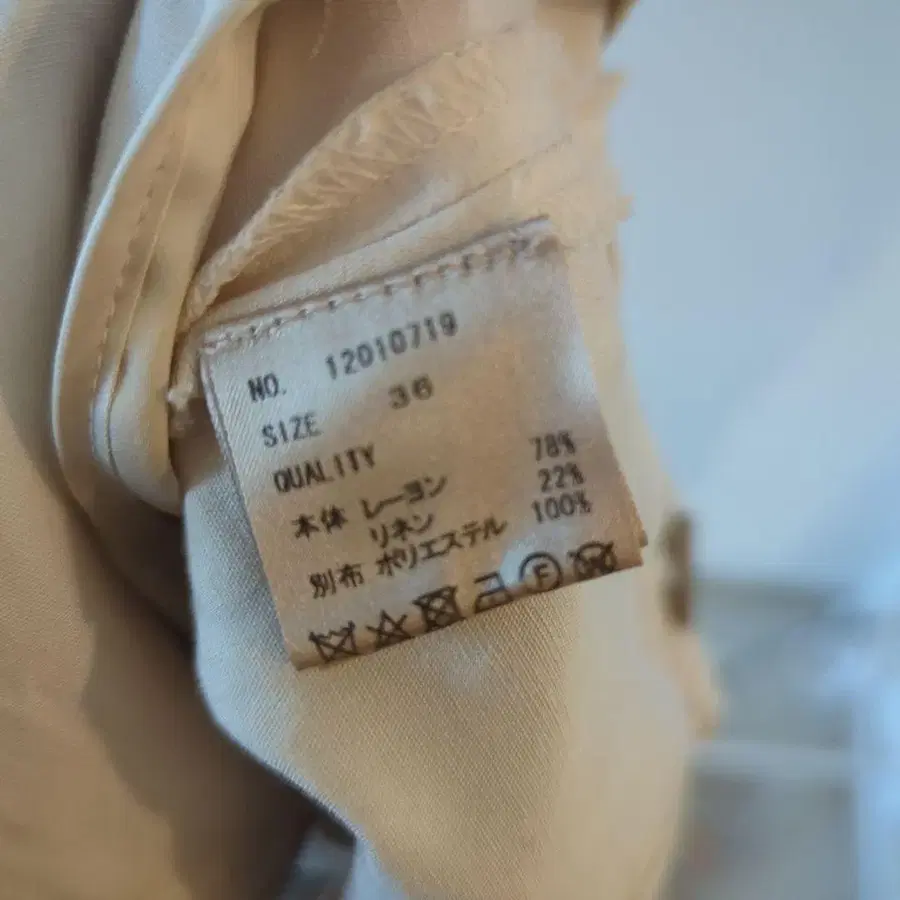 NO. 12010719
SIZE 36
QUALITY
本体 レーヨン 78%
リネン 22%
別布 ポリエステル 100%
F